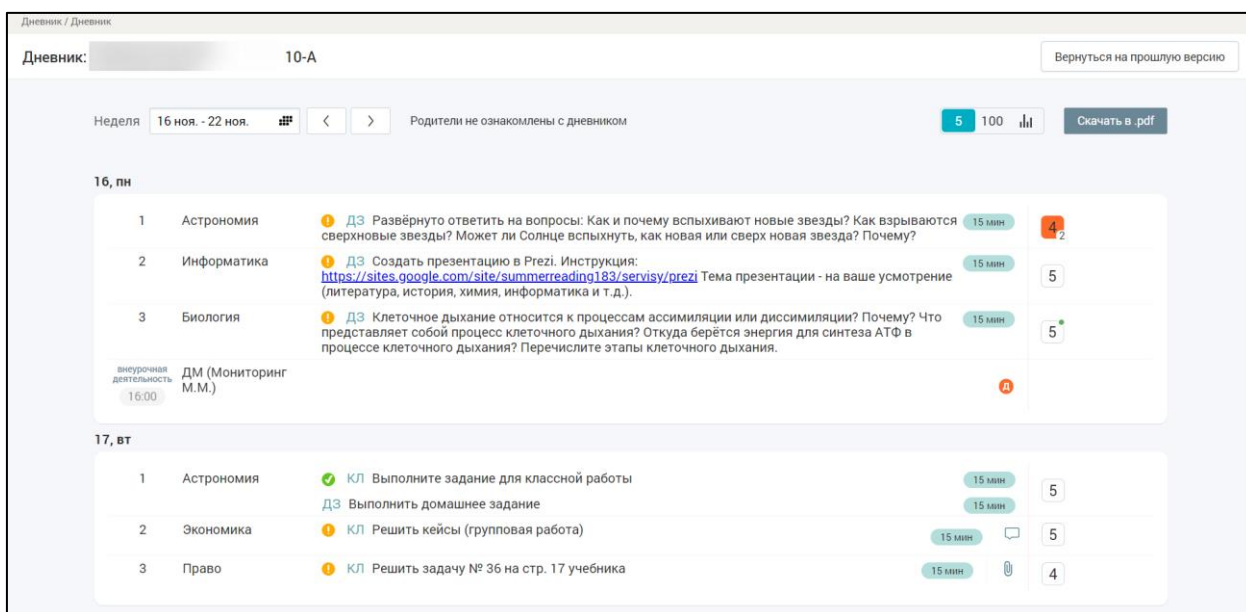 Дневник / Дневник
Дневник: 10-А
Вернуться на прошлую версию
Неделя 16 ноя. - 22 ноя. Родители не ознакомлены с дневником 5 100 Скачать в .pdf
16, пн
1 Астрономия ДЗ Развёрнуто ответить на вопросы: Как и почему вспыхивают новые звезды? Как взрываются 15 мин 4 2
сверхновые звезды? Может ли Солнце вспыхнуть, как новая или сверх новая звезда? Почему?
2 Информатика ДЗ Создать презентацию в Prezi. Инструкция: 15 мин 5
https://sites.google.com/site/summerreading183/servisy/prezi Тема презентации - на ваше усмотрение
(литература, история, химия, информатика и т.д.).
3 Биология ДЗ Клеточное дыхание относится к процессам ассимиляции или диссимиляции? Почему? Что 15 мин 5
представляет собой процесс клеточного дыхания? Откуда берётся энергия для синтеза АТФ в
процессе клеточного дыхания? Перечислите этапы клеточного дыхания.
внеурочная
деятельность
16:00
ДМ (Мониторинг
М.М.)
Д
17, вт
1 Астрономия КЛ Выполните задание для классной работы 15 мин 5
ДЗ Выполнить домашнее задание 15 мин
2 Экономика КЛ Решить кейсы (групповая работа) 15 мин 5
3 Право КЛ Решить задачу № 36 на стр. 17 учебника 15 мин 4